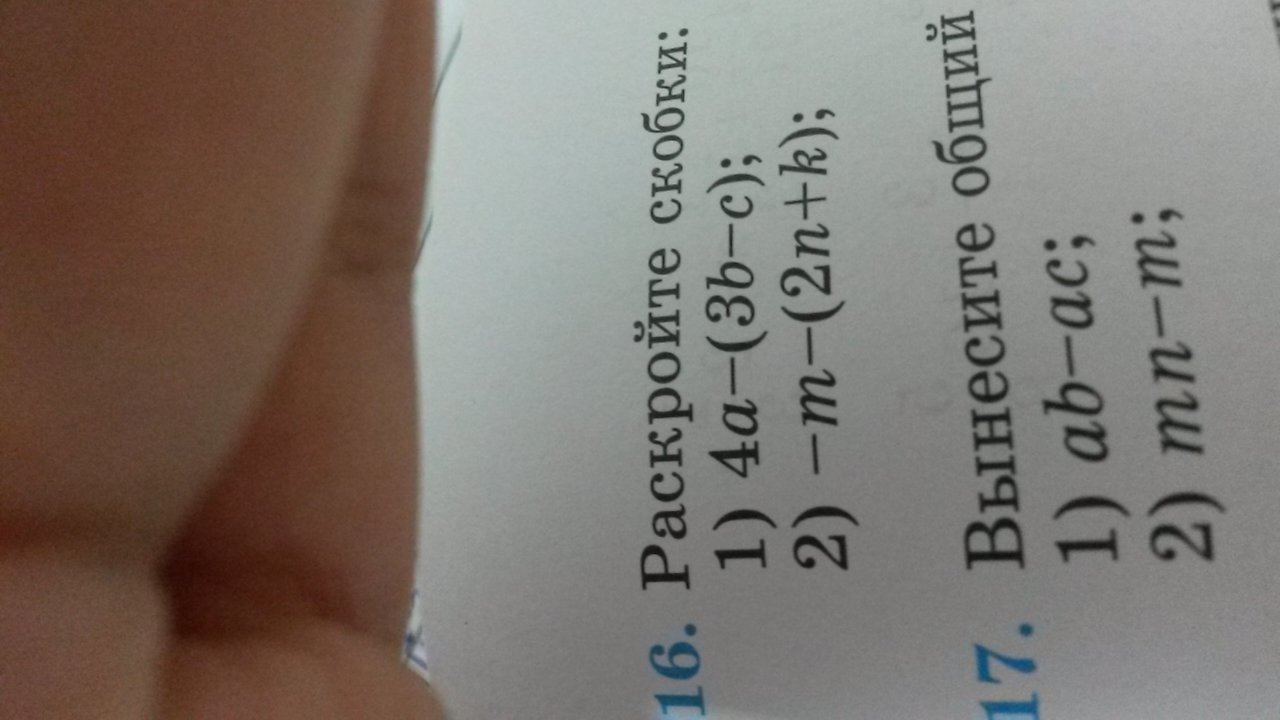 16. Раскройте скобки:
1) 4a−(3b−c);
2) −m−(2n+k);
17. Вынесите общий
1) ab−ac;
2) mn−m;